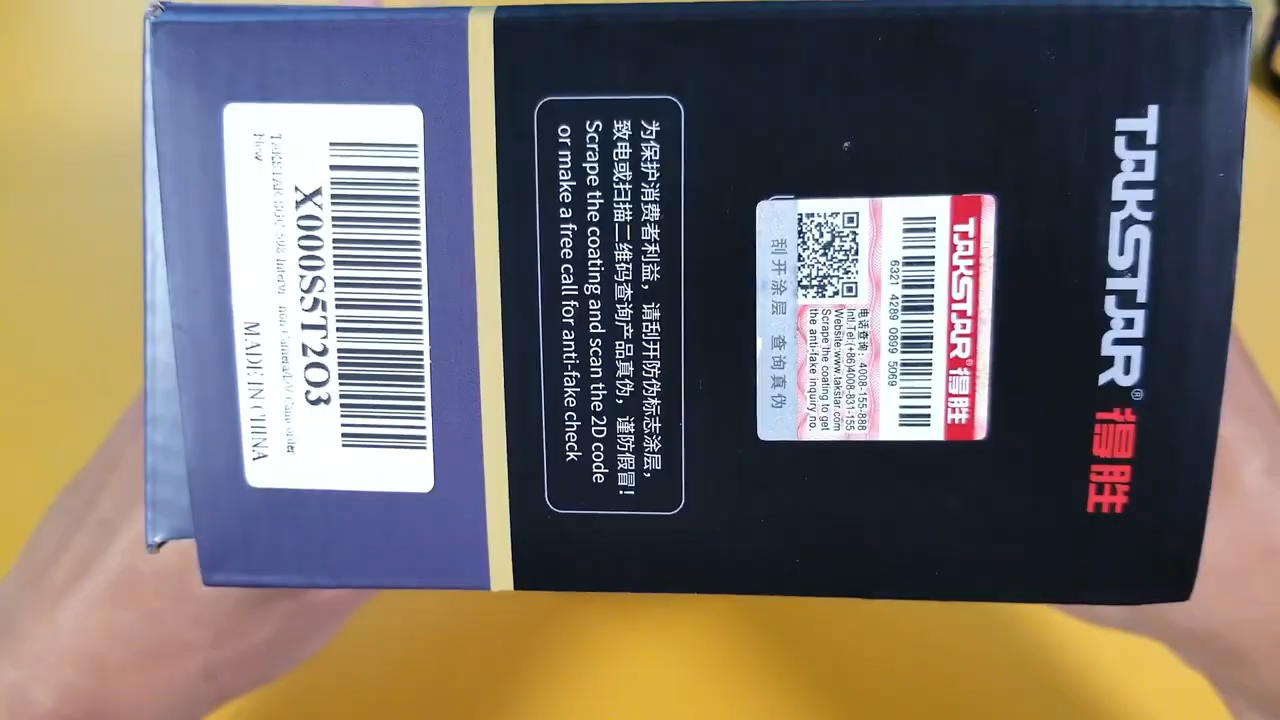 TAKSTAR® 得胜
TAKSTAR® 得胜
6321 4289 0899 5069
电话查询：4008-155-888
Int.Tel:(+86)4008-831-155
Website:www.takstar.com
Scrape the coating to get
the anti-fake inquiry no.
刮开涂层 查询真伪
为保护消费者利益，请刮开防伪标志涂层，
致电或扫描二维码查询产品真伪，谨防假冒！
Scrape the coating and scan the 2D code
or make a free call for anti-fake check
X000S5T2O3
TAKSTAR
New
MADE IN CHINA